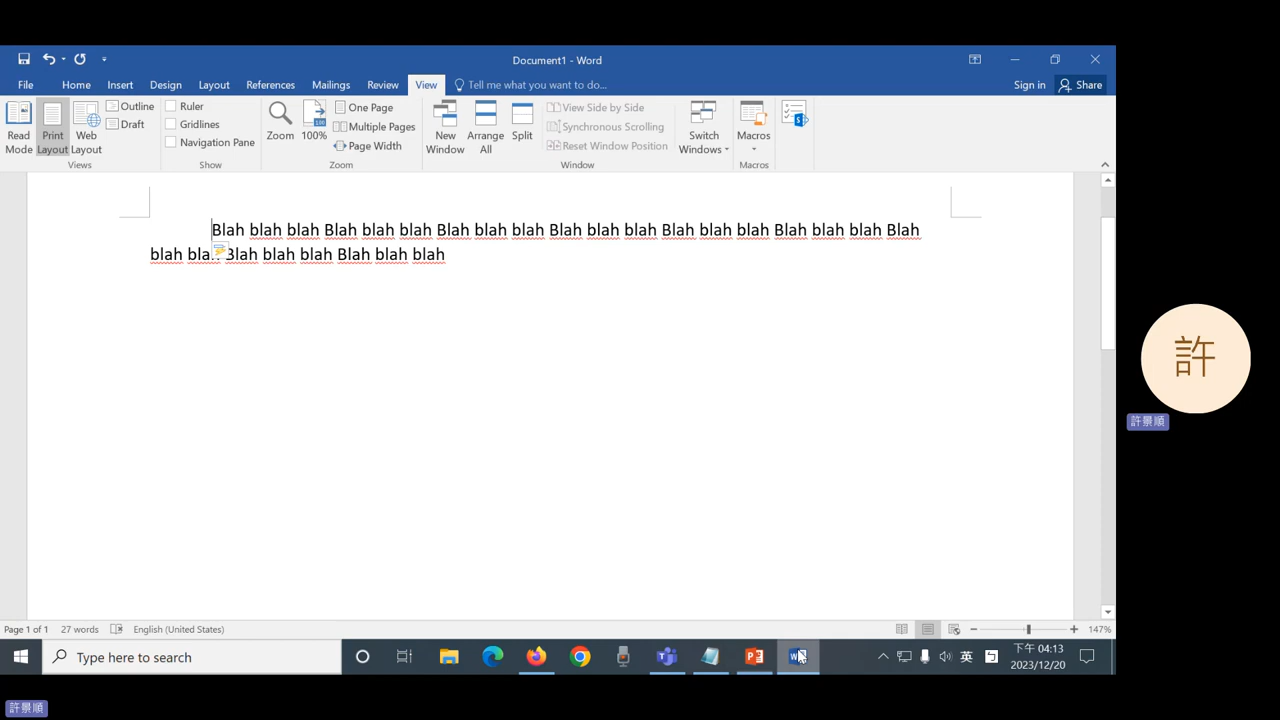 Document1 - Word
File Home Insert Design Layout References Mailings Review View Tell me what you want to do... Sign in Share
Read Mode
Print Layout
Web Layout
Outline
Draft
Views
Ruler
Gridlines
Navigation Pane
Show
Zoom
100%
One Page
Multiple Pages
Page Width
Zoom
New Window
Arrange All
Split
View Side by Side
Synchronous Scrolling
Reset Window Position
Window
Switch Windows
Macros
Macros
Blah blah blah Blah blah blah Blah blah blah Blah blah blah Blah blah blah Blah blah blah Blah
blah blah Blah blah blah Blah blah blah
許
許景順
Page 1 of 1 27 words English (United States) 147%
Type here to search
英
下午 04:13
2023/12/20
許景順